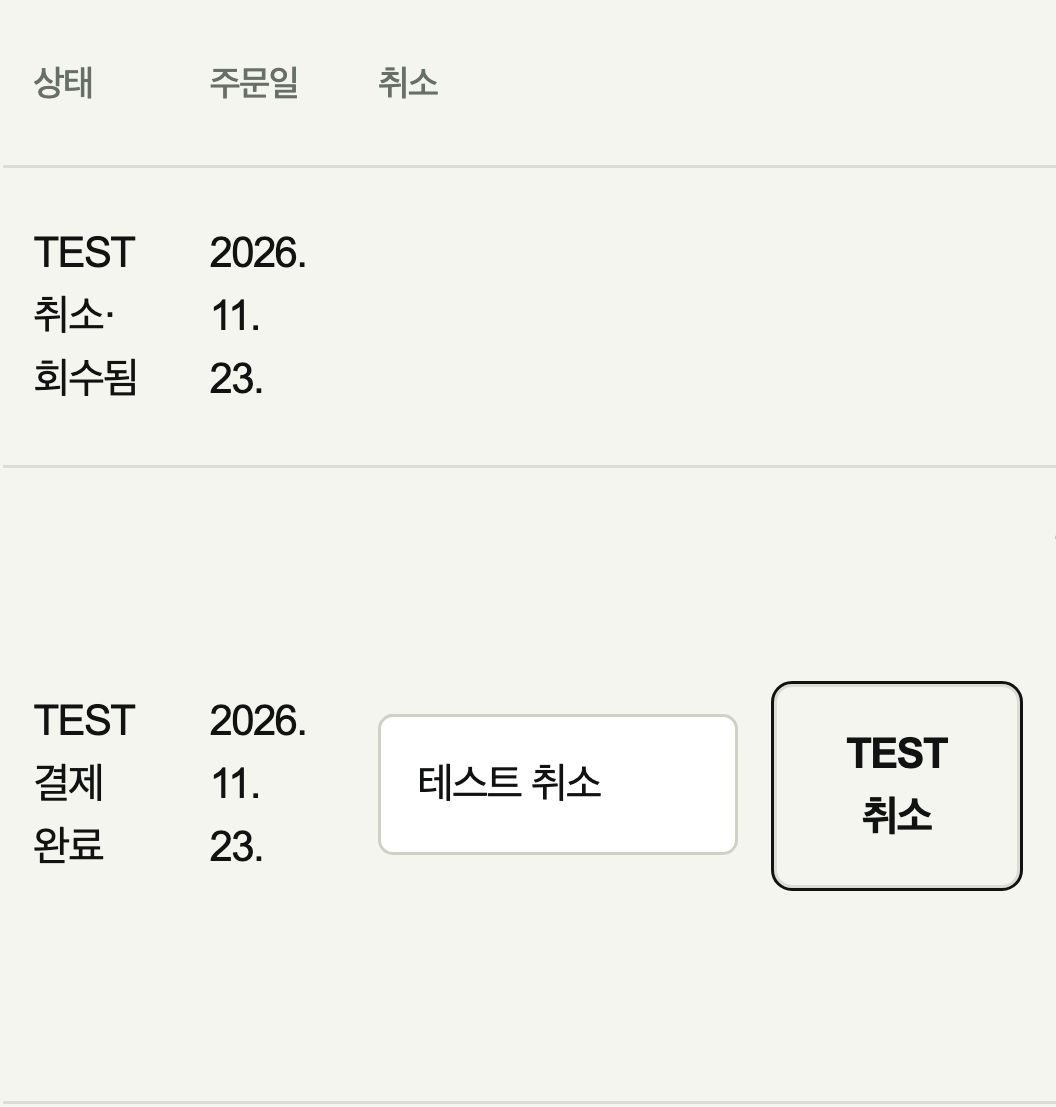 상태 주문일 취소
TEST 2026.
취소· 11.
회수됨 23.
TEST 2026.
결제 11. 테스트 취소
완료 23.
TEST
취소